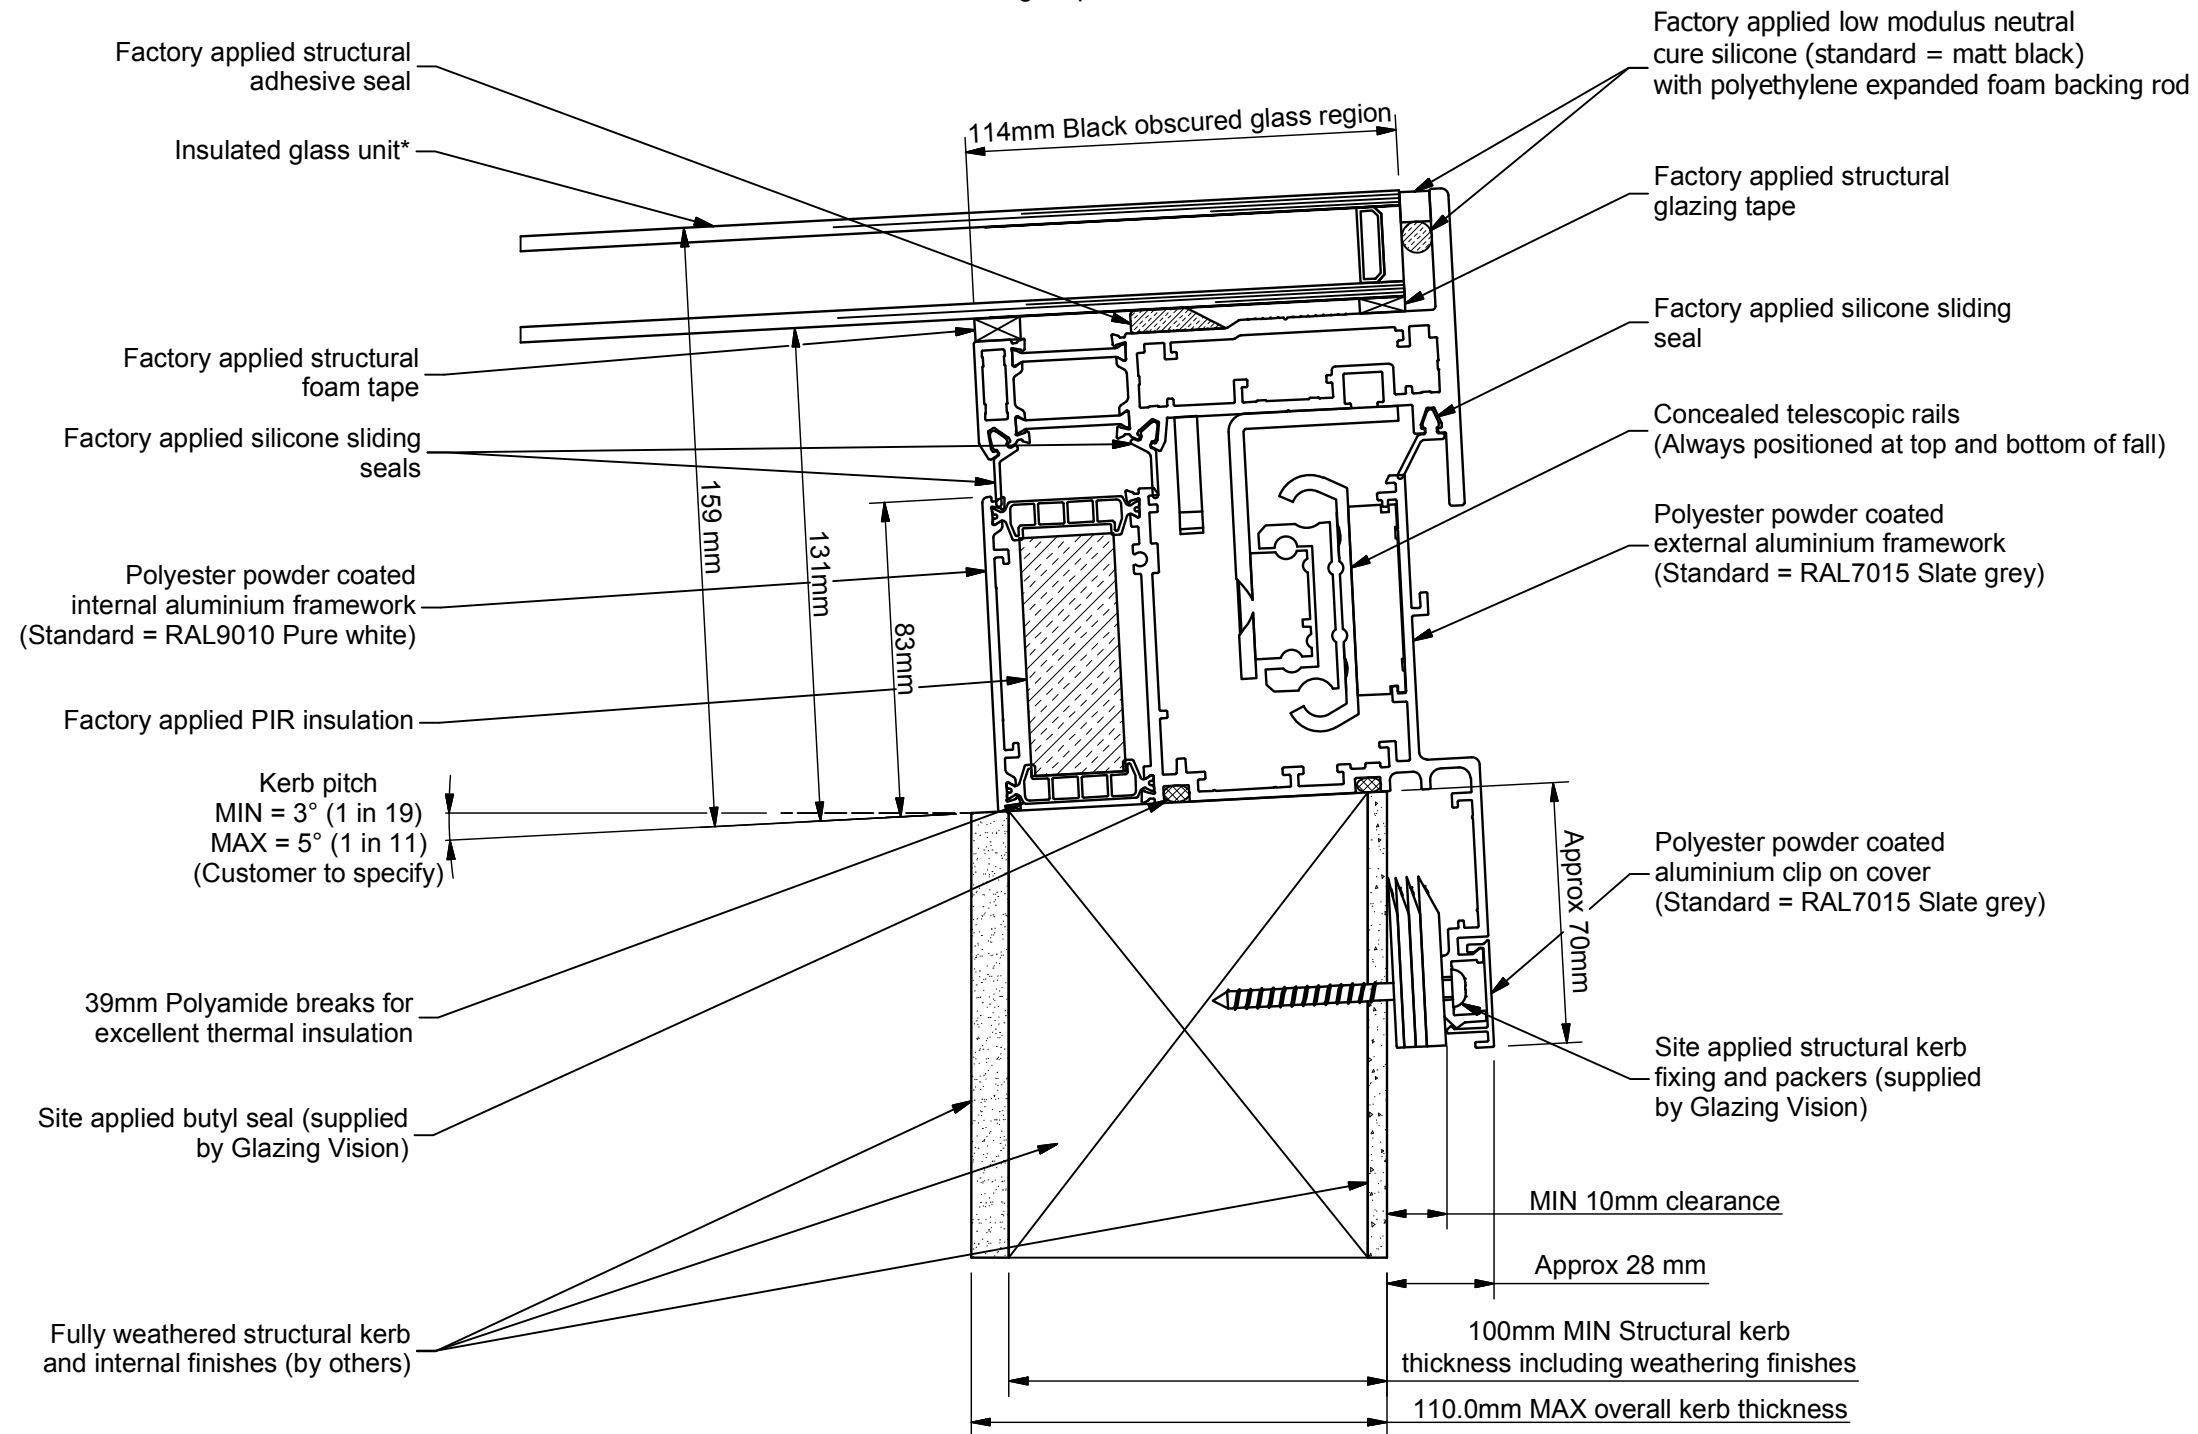 Factory applied structural
adhesive seal
Insulated glass unit*
Factory applied structural
foam tape
Factory applied silicone sliding
seals
Polyester powder coated
internal aluminium framework
(Standard = RAL9010 Pure white)
Factory applied PIR insulation
Kerb pitch
MIN = 3° (1 in 19)
MAX = 5° (1 in 11)
(Customer to specify)
39mm Polyamide breaks for
excellent thermal insulation
Site applied butyl seal (supplied
by Glazing Vision)
Fully weathered structural kerb
and internal finishes (by others)
114mm Black obscured glass region
159 mm
131mm
83mm
Factory applied low modulus neutral
cure silicone (standard = matt black)
with polyethylene expanded foam backing rod
Factory applied structural
glazing tape
Factory applied silicone sliding
seal
Concealed telescopic rails
(Always positioned at top and bottom of fall)
Polyester powder coated
external aluminium framework
(Standard = RAL7015 Slate grey)
Approx 70mm
Polyester powder coated
aluminium clip on cover
(Standard = RAL7015 Slate grey)
Site applied structural kerb
fixing and packers (supplied
by Glazing Vision)
MIN 10mm clearance
Approx 28 mm
100mm MIN Structural kerb
thickness including weathering finishes
110.0mm MAX overall kerb thickness